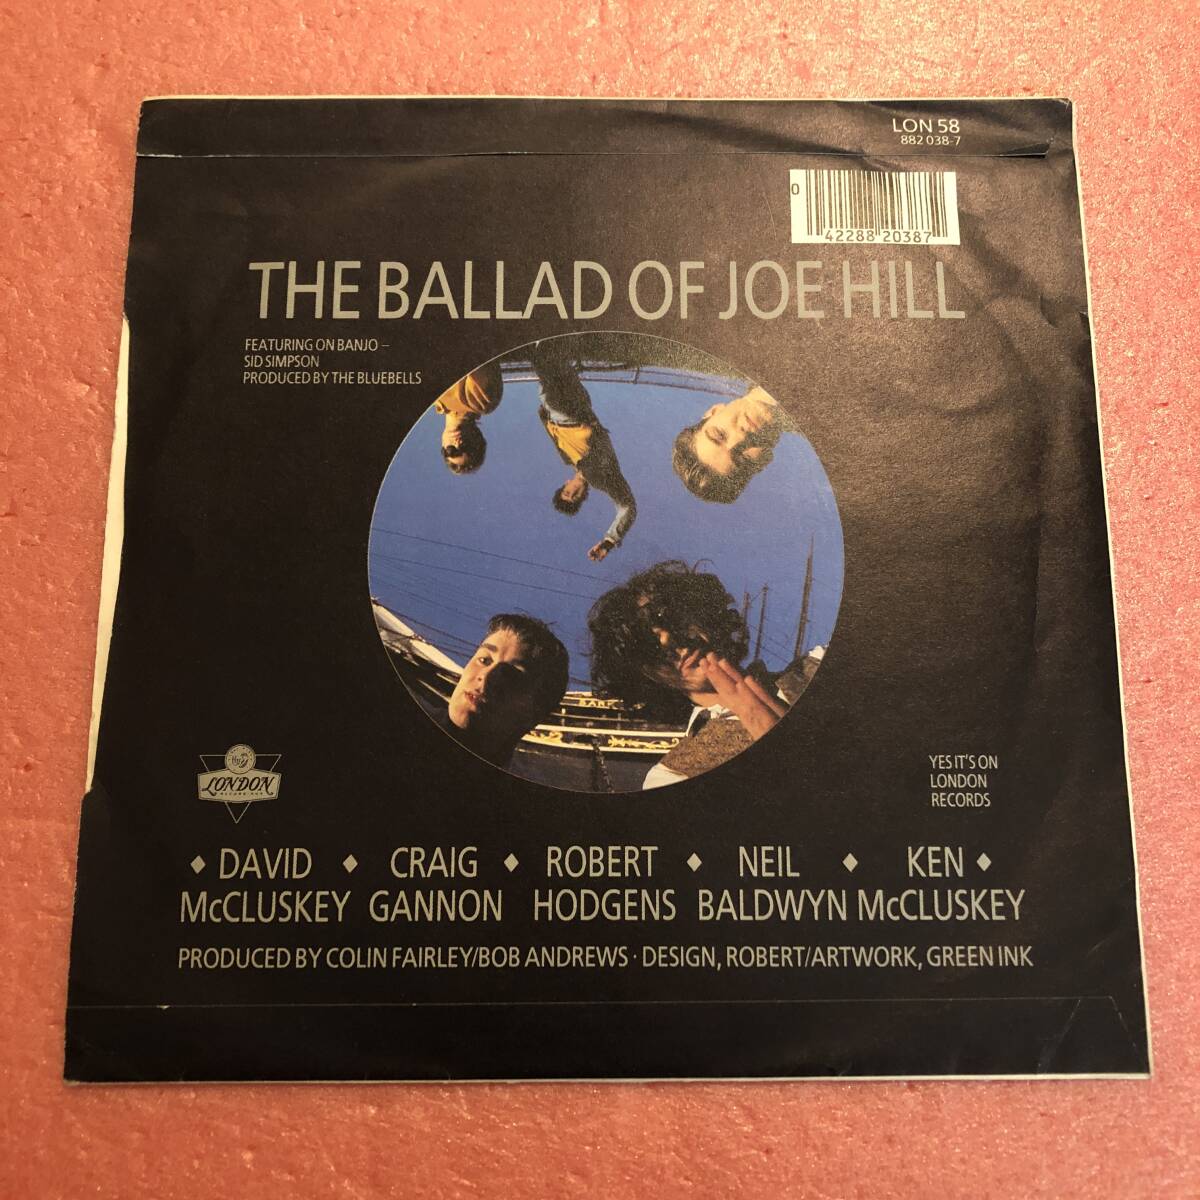 LON 58
882 038-7
0
42288 20387
THE BALLAD OF JOE HILL
FEATURING ON BANJO –
SID SIMPSON
PRODUCED BY THE BLUEBELLS
BARK
LONDON
RECORDINGS
YES IT'S ON
LONDON
RECORDS
◆ DAVID ◆ CRAIG ◆ ROBERT ◆ NEIL ◆ KEN ◆
McCLUSKEY GANNON HODGENS BALDWYN McCLUSKEY
PRODUCED BY COLIN FAIRLEY/BOB ANDREWS · DESIGN, ROBERT/ARTWORK, GREEN INK